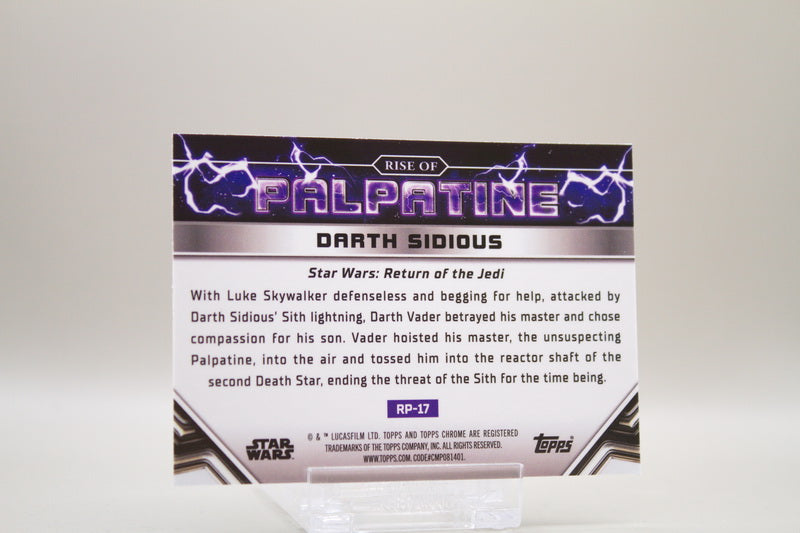 RISE OF
PALPATINE
DARTH SIDIOUS
Star Wars: Return of the Jedi
With Luke Skywalker defenseless and begging for help, attacked by
Darth Sidious' Sith lightning, Darth Vader betrayed his master and chose
compassion for his son. Vader hoisted his master, the unsuspecting
Palpatine, into the air and tossed him into the reactor shaft of the
second Death Star, ending the threat of the Sith for the time being.
RP-17
STAR
WARS
© & ™ LUCASFILM LTD. TOPPS AND TOPPS CHROME ARE REGISTERED
TRADEMARKS OF THE TOPPS COMPANY, INC. ALL RIGHTS RESERVED.
WWW.TOPPS.COM. CODE#CMP081401.
topps